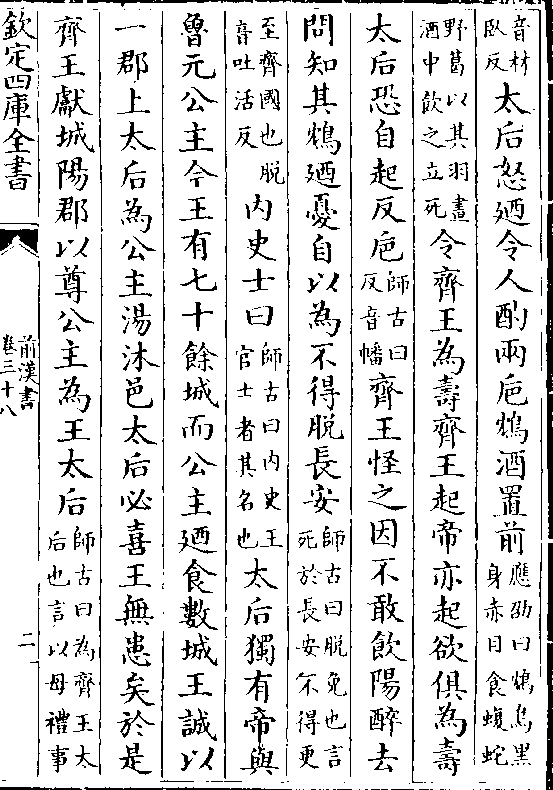 音材臥反太后怒廼令人酌兩巵鴆酒置前應劭曰鴆鳥黑身赤目食蝮蛇
野葛以其羽畫酒中飲之立死令齊王為壽齊王起帝亦起欲俱為壽
太后恐自起反巵師古曰反音幡齊王怪之因不敢飲陽醉去
問知其鴆廼憂自以為不得脫長安師古曰脫免也言死於長安不得更
至齊國也脫音吐活反内史士曰師古曰内史王官士者其名也太后獨有帝與
魯元公主今王有七十餘城而公主廼食數城王誠以
一郡上太后為公主湯沐邑太后必喜王無患矣於是
齊王獻城陽郡以尊公主為王太后師古曰為齊王太后也言以母禮事
欽定四庫全書
前漢書
卷三十八
二